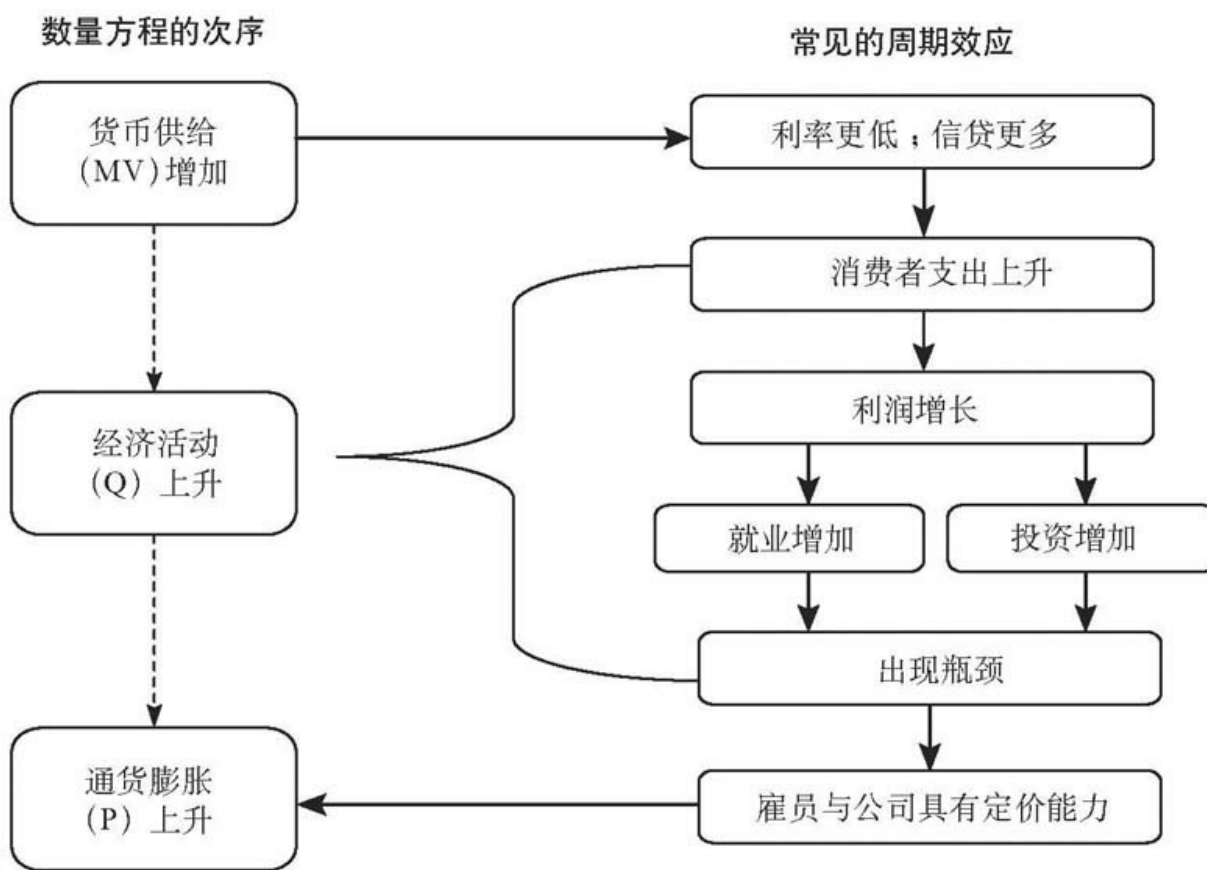 数量方程的次序
常见的周期效应
货币供给
(MV)增加
利率更低；信贷更多
消费者支出上升
利润增长
经济活动
(Q) 上升
就业增加
投资增加
出现瓶颈
通货膨胀
(P) 上升
雇员与公司具有定价能力